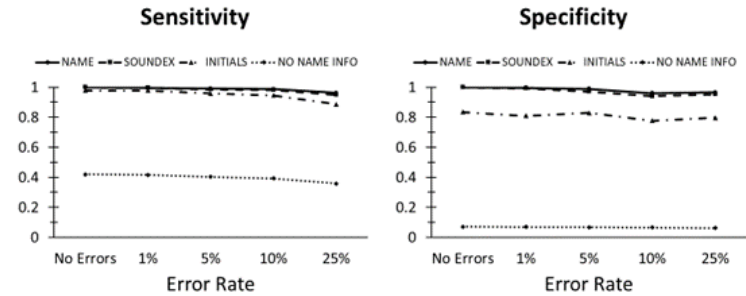 Sensitivity
NAME SOUNDEX INITIALS NO NAME INFO
1
0.8
0.6
0.4
0.2
0
No Errors 1% 5% 10% 25%
Error Rate
Specificity
NAME SOUNDEX INITIALS NO NAME INFO
1
0.8
0.6
0.4
0.2
0
No Errors 1% 5% 10% 25%
Error Rate